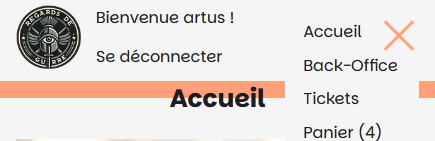 REGARDS DE
GUERRE
Bienvenue artus !
Se déconnecter
Accueil
Accueil
Back-Office
Tickets
Panier (4)